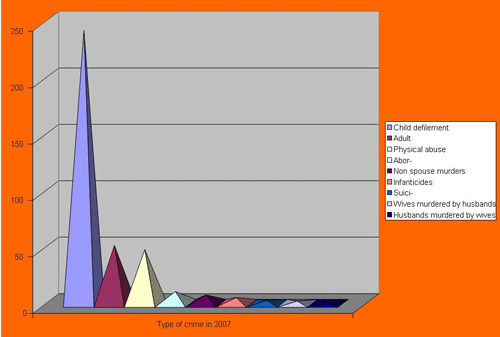 250
200
150
100
50
0
Type of crime in 2007
Child defilement
Adult
Physical abuse
Abor-
Non spouse murders
Infanticides
Suici-
Wives murdered by husbands
Husbands murdered by wives